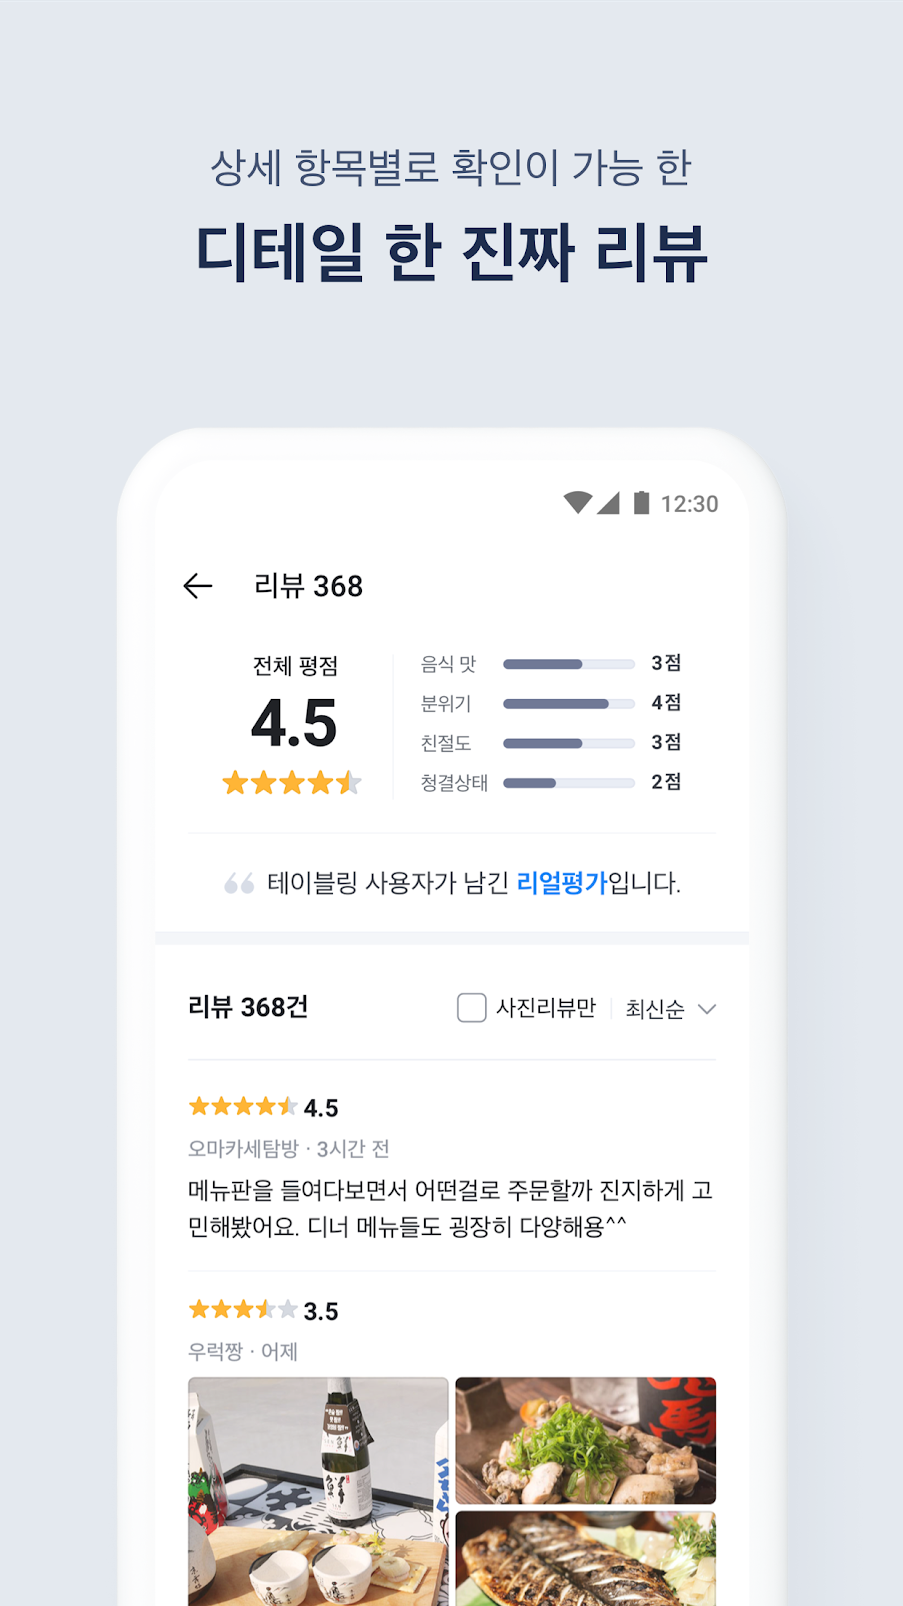 상세 항목별로 확인이 가능 한
디테일 한 진짜 리뷰
12:30
리뷰 368
전체 평점
4.5
음식 맛 3점
분위기 4점
친절도 3점
청결상태 2점
테이블링 사용자가 남긴 리얼평가입니다.
리뷰 368건 사진리뷰만 최신순
4.5
오마카세탐방 · 3시간 전
메뉴판을 들여다보면서 어떤걸로 주문할까 진지하게 고
민해봤어요. 디너 메뉴들도 굉장히 다양해용^^
3.5
우럭짱 · 어제